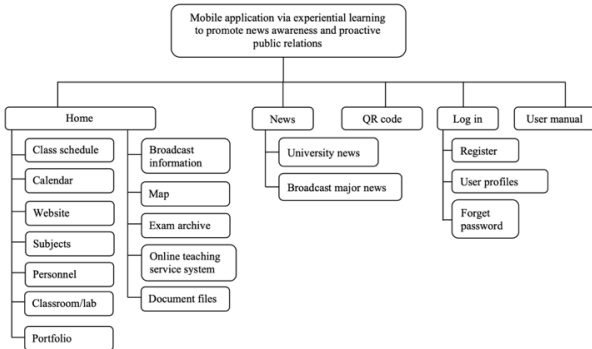 Mobile application via experiential learning
to promote news awareness and proactive
public relations
Home
News
QR code
Log in
User manual
Class schedule
Calendar
Website
Subjects
Personnel
Classroom/lab
Portfolio
Broadcast
information
Map
Exam archive
Online teaching
service system
Document files
University news
Broadcast major news
Register
User profiles
Forget
password